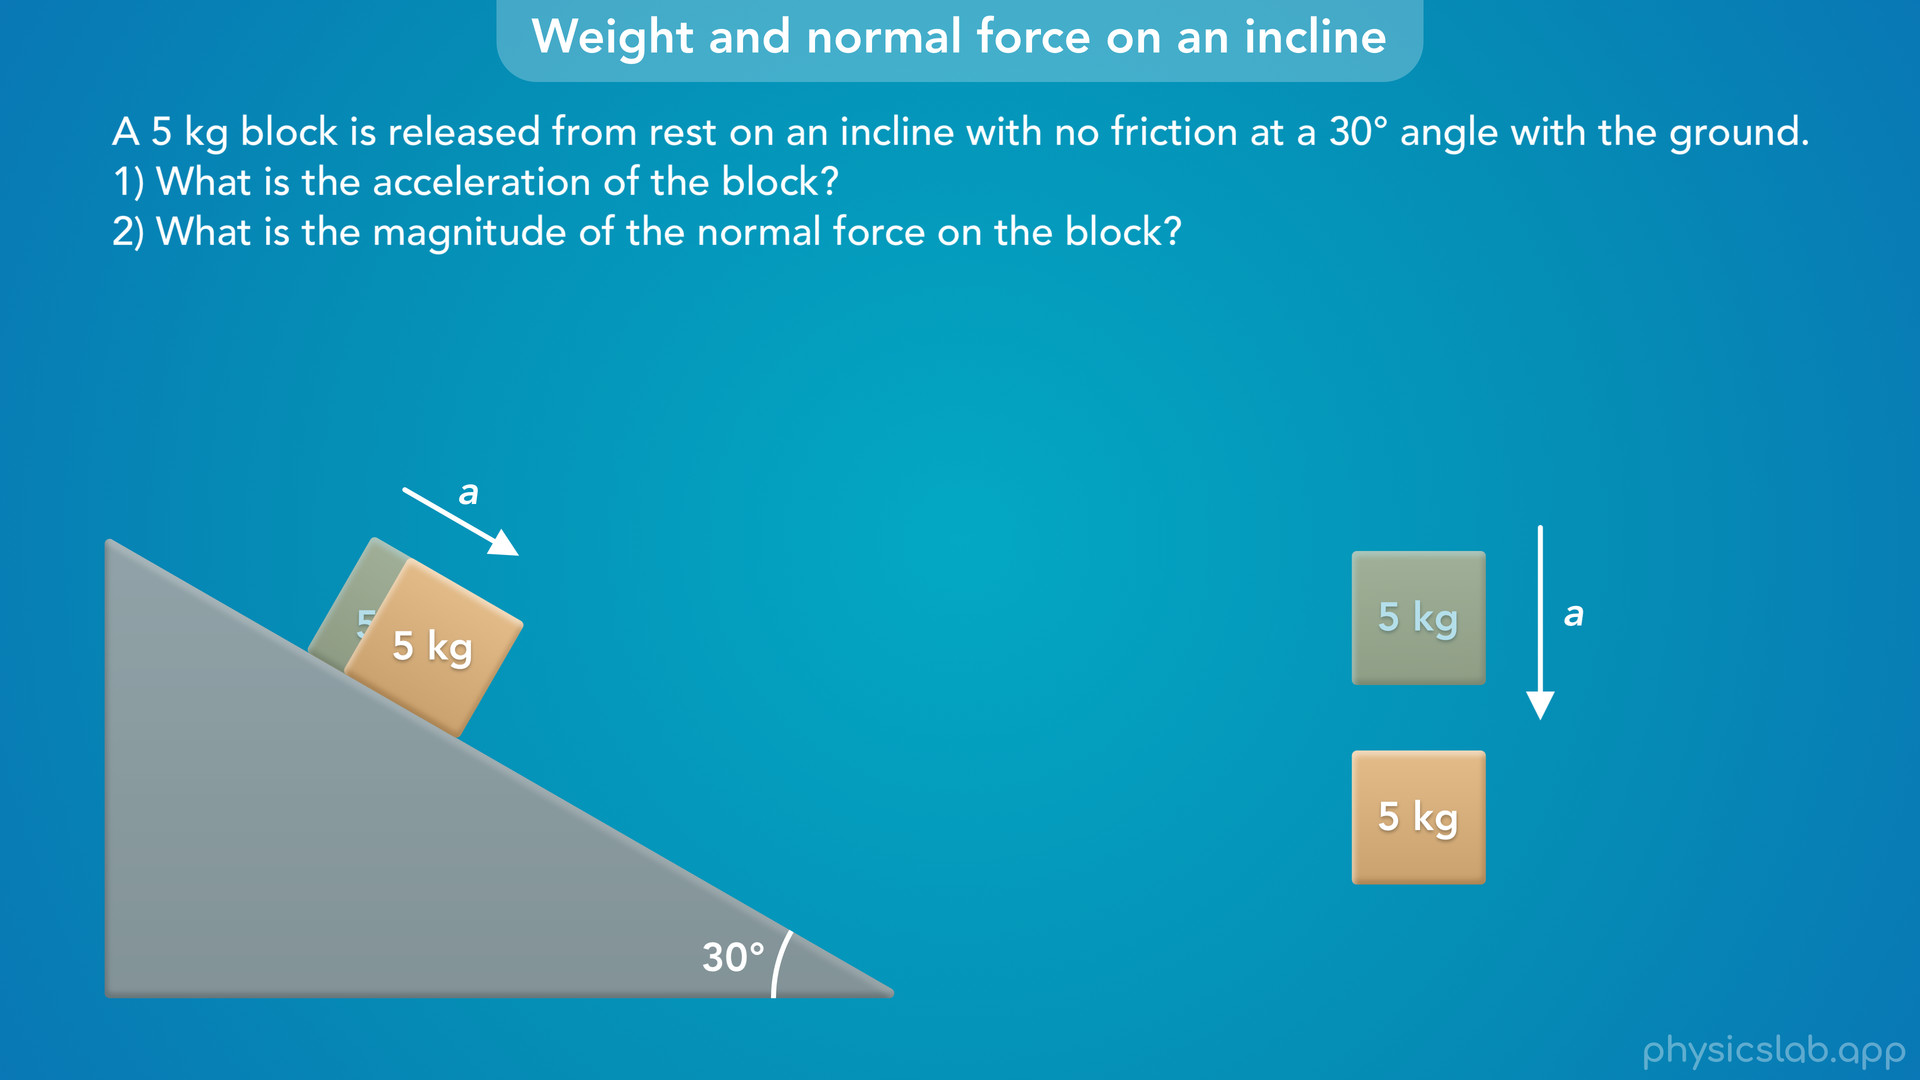 Weight and normal force on an incline
A 5 kg block is released from rest on an incline with no friction at a 30° angle with the ground.
1) What is the acceleration of the block?
2) What is the magnitude of the normal force on the block?
a
5
5 kg
30°
5 kg
a
5 kg
physicslab.app